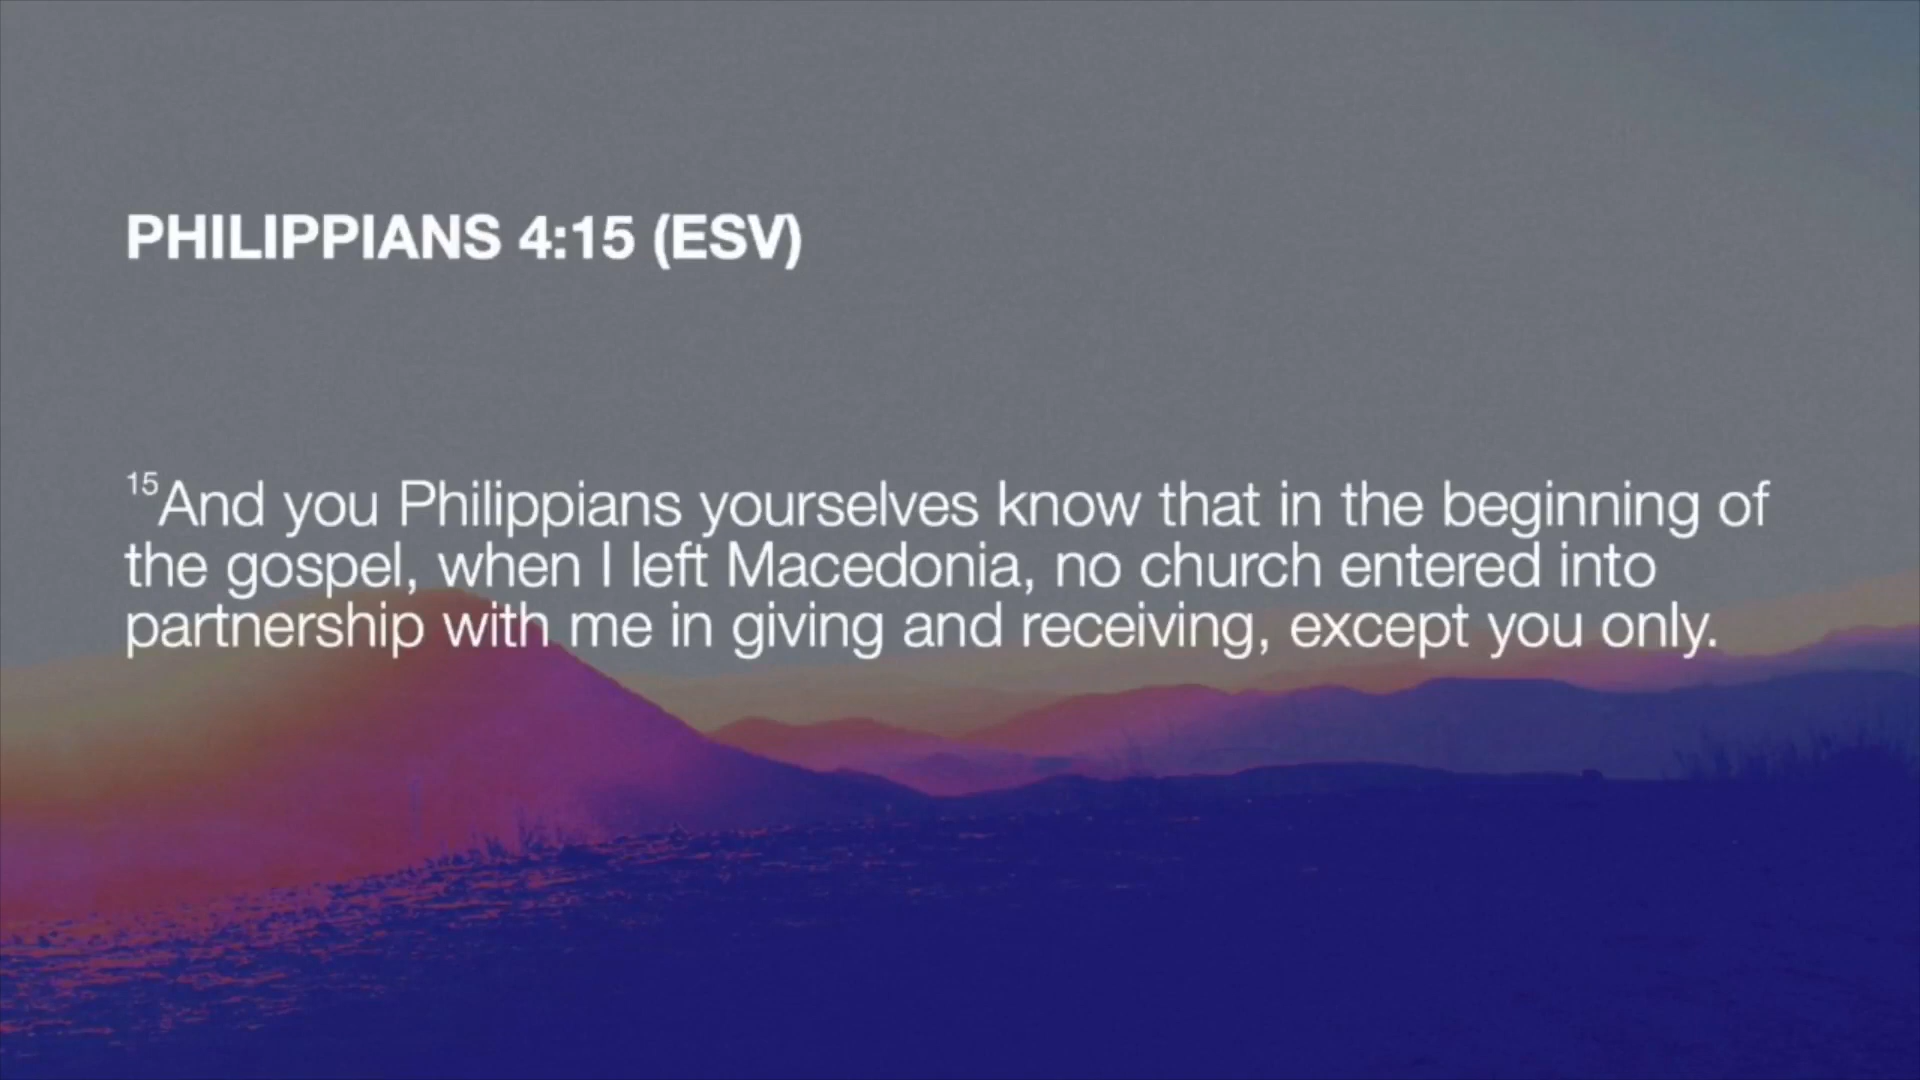 PHILIPPIANS 4:15 (ESV)
15And you Philippians yourselves know that in the beginning of
the gospel, when I left Macedonia, no church entered into
partnership with me in giving and receiving, except you only.